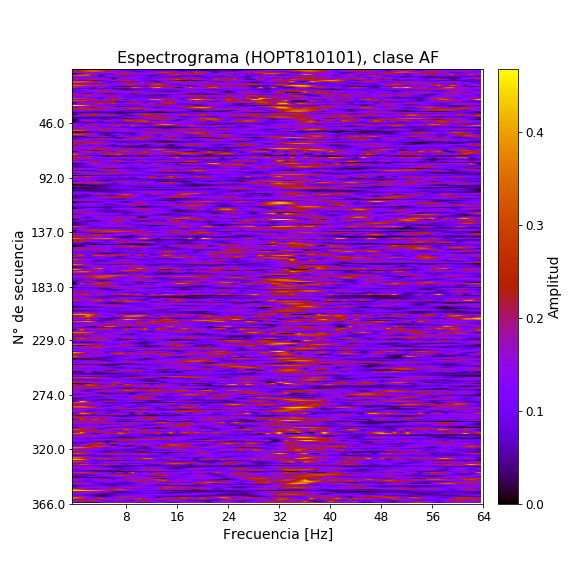 Espectrograma (HOPT810101), clase AF
N° de secuencia
46.0
92.0
137.0
183.0
229.0
274.0
320.0
366.0
8 16 24 32 40 48 56 64
Frecuencia [Hz]
0.4
0.3
0.2
0.1
0.0
Amplitud